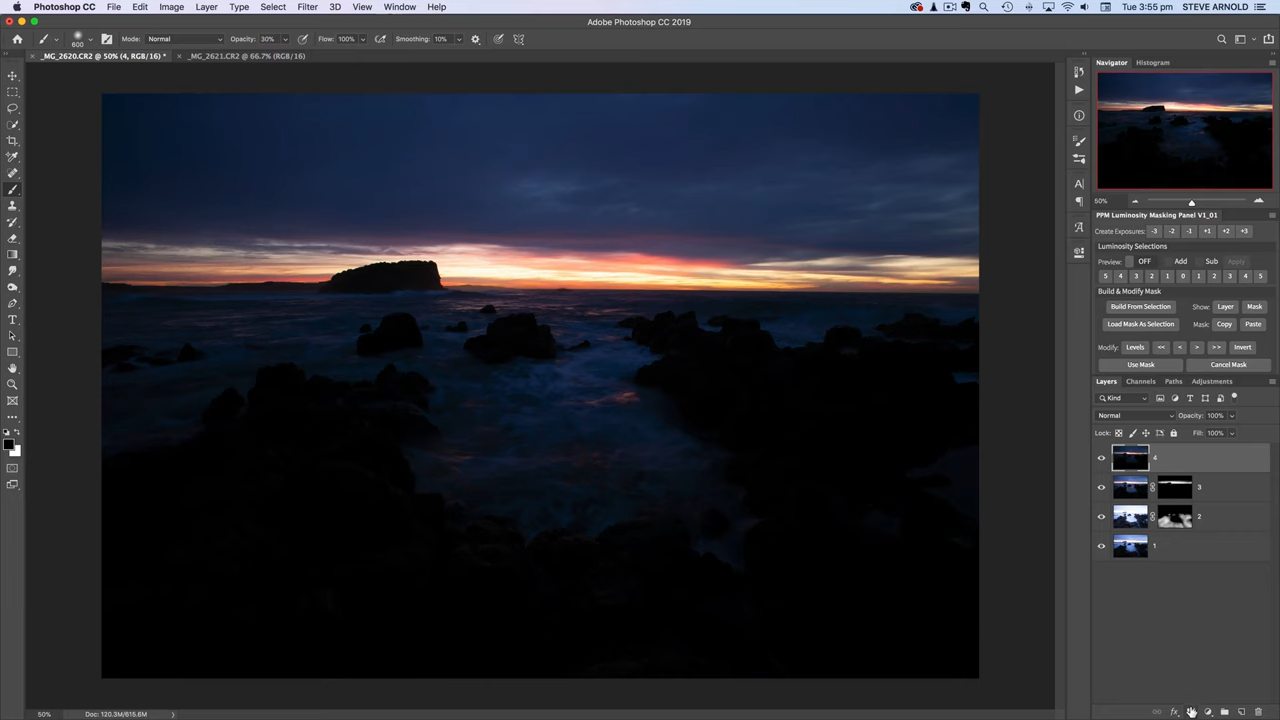 Photoshop CC File Edit Image Layer Type Select Filter 3D View Window Help Tue 3:55 pm STEVE ARNOLD
Adobe Photoshop CC 2019
600 Mode: Normal Opacity: 30% Flow: 100% Smoothing: 10%
_MG_2620.CR2 @ 50% (4, RGB/16) * _MG_2621.CR2 @ 66.7% (RGB/16)
Navigator Histogram
50%
PPM Luminosity Masking Panel V1_01
Create Exposures: -3 -2 -1 +1 +2 +3
Luminosity Selections
Preview: OFF Add Sub Apply
5 4 3 2 1 0 1 2 3 4 5
Build & Modify Mask
Build From Selection Show: Layer Mask
Load Mask As Selection Mask: Copy Paste
Modify: Levels << < > >> Invert
Use Mask Cancel Mask
Layers Channels Paths Adjustments
Kind
Normal Opacity: 100%
Lock: Fill: 100%
4
3
2
1
fx
50% Doc: 120.3M/615.6M